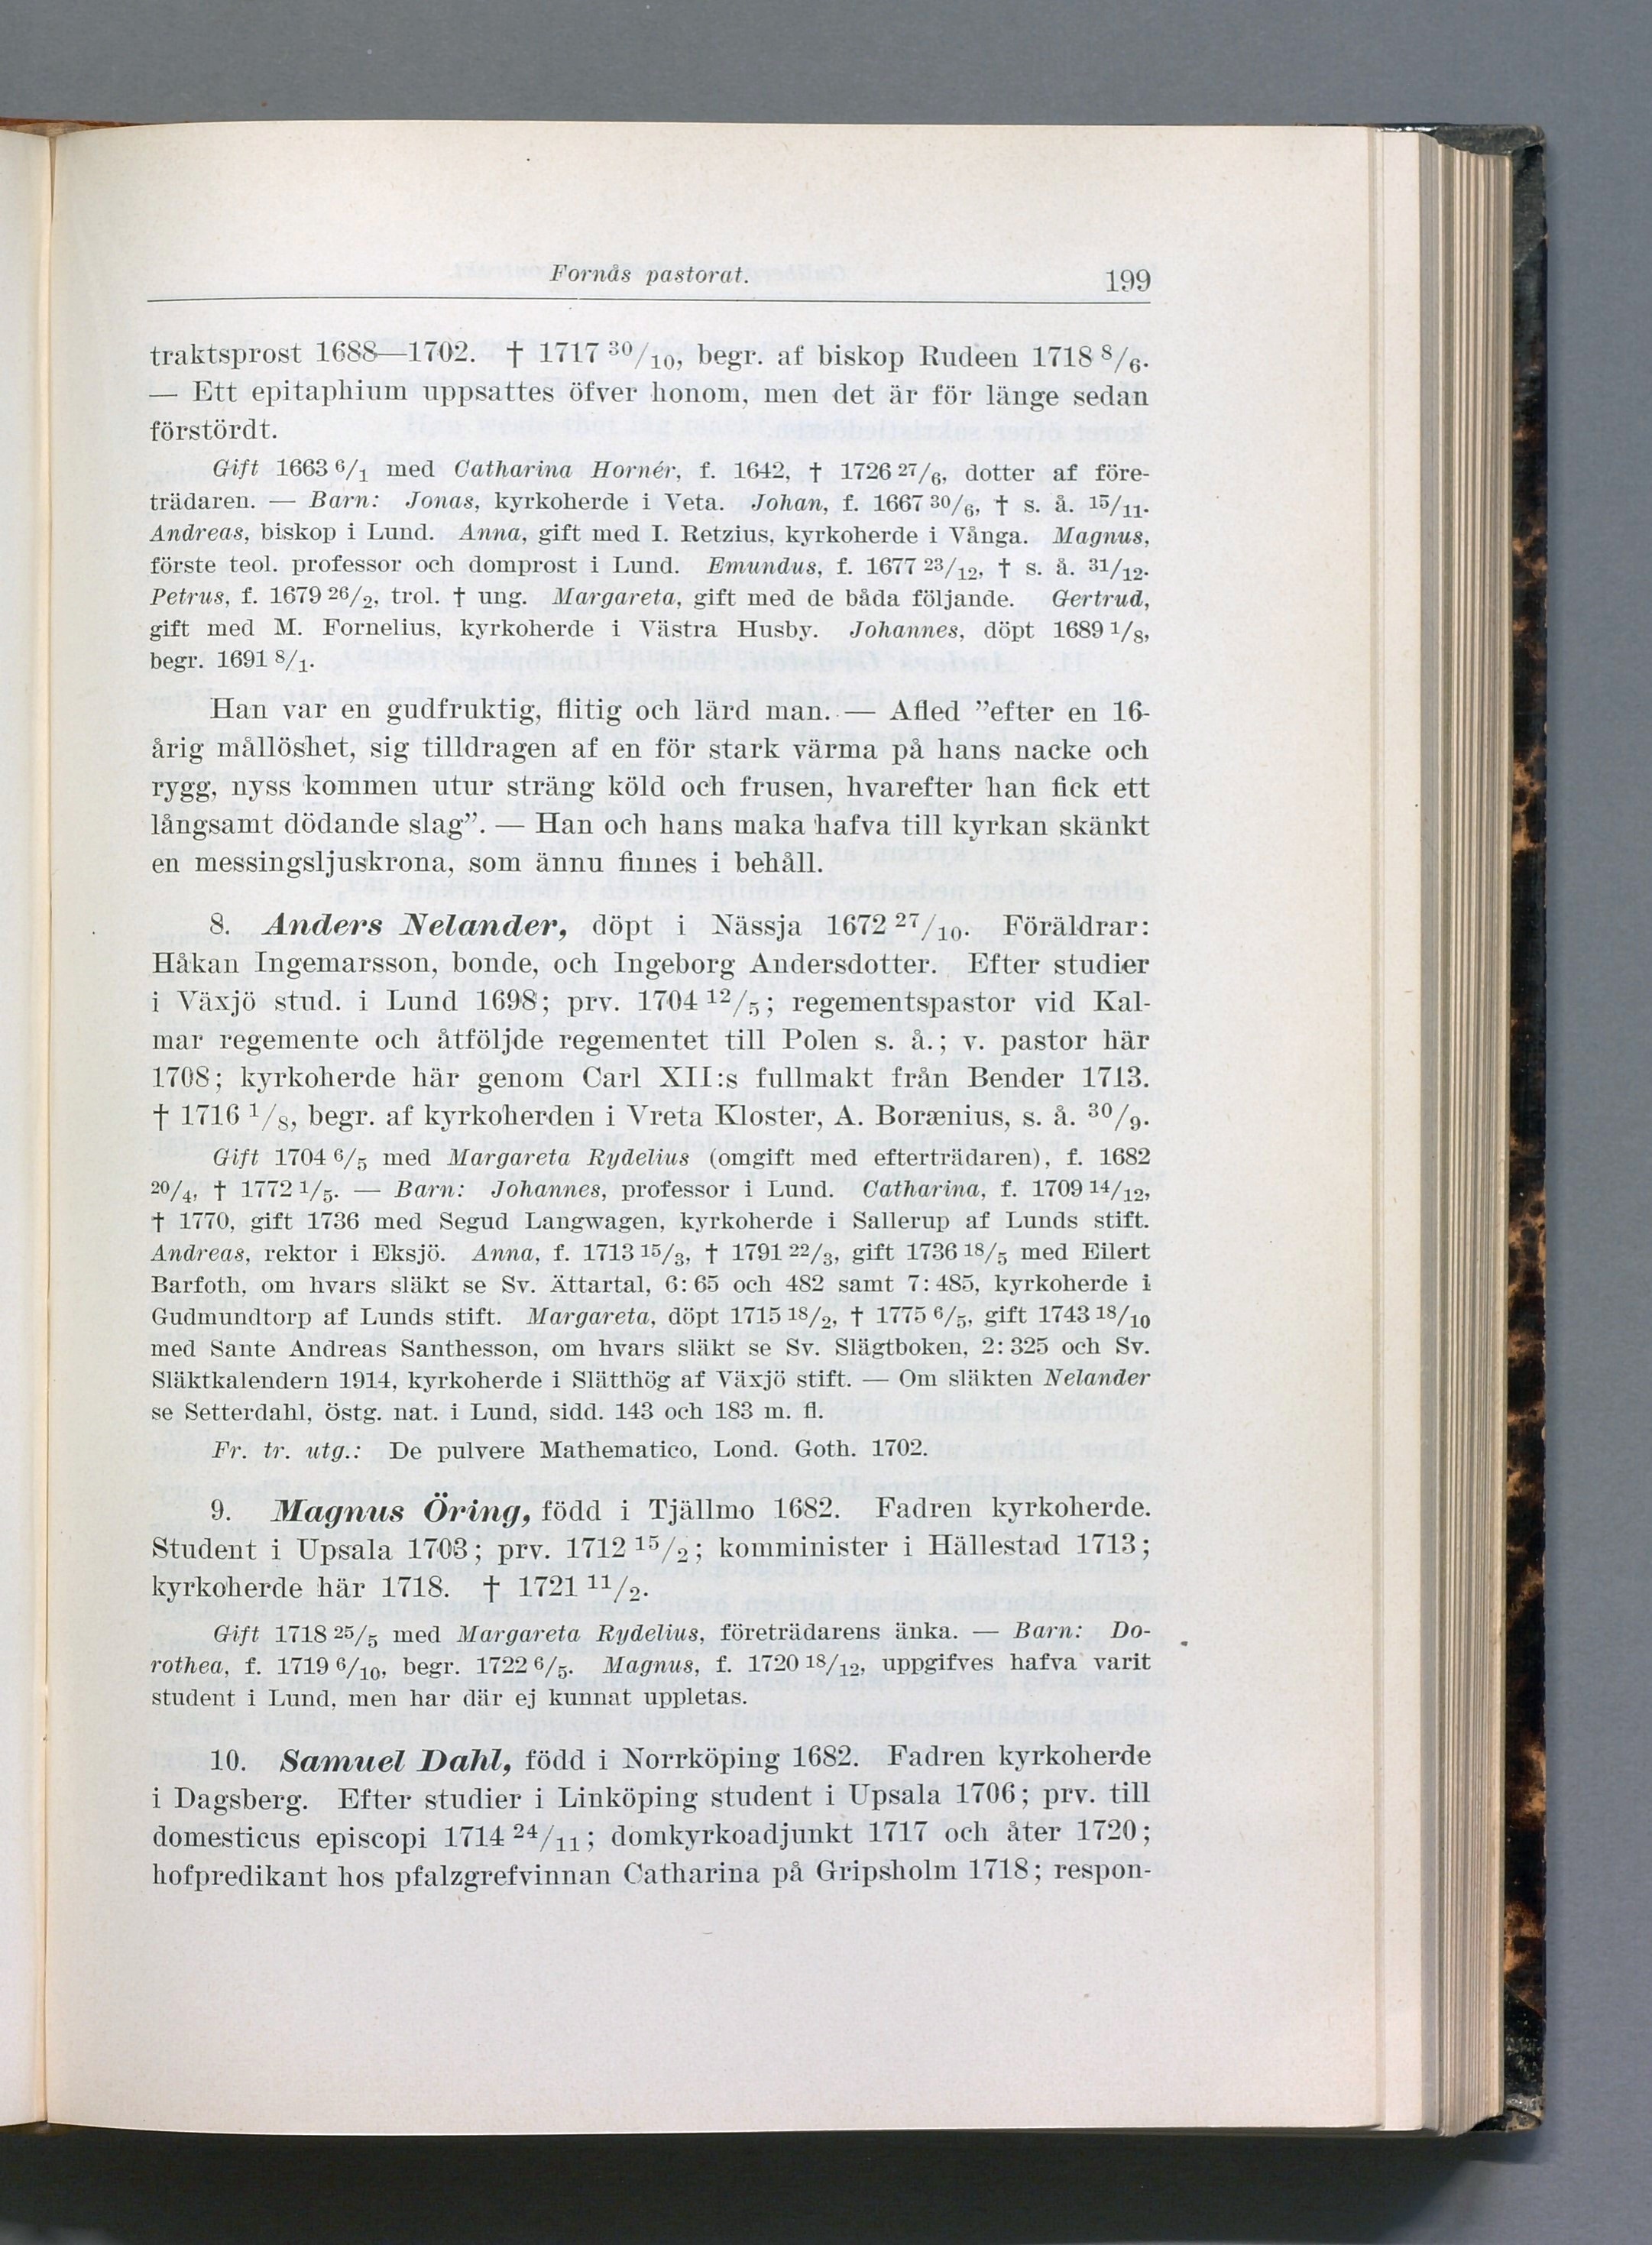 Fornås pastorat. 199
traktsprost 1688—1702. † 1717 30/10, begr. af biskop Rudeen 1718 8/6.
— Ett epitaphium uppsattes öfver honom, men det är för länge sedan
förstördt.
Gift 1663 6/1 med Catharina Hornér, f. 1642, † 1726 27/6, dotter af före-
trädaren. — Barn: Jonas, kyrkoherde i Veta. Johan, f. 1667 30/6, † s. å. 15/11.
Andreas, biskop i Lund. Anna, gift med I. Retzius, kyrkoherde i Vånga. Magnus,
förste teol. professor och domprost i Lund. Emundus, f. 1677 23/12, † s. å. 31/12.
Petrus, f. 1679 26/2, trol. † ung. Margareta, gift med de båda följande. Gertrud,
gift med M. Fornelius, kyrkoherde i Västra Husby. Johannes, döpt 1689 1/8,
begr. 1691 8/1.
Han var en gudfruktig, flitig och lärd man. — Afled ”efter en 16-
årig mållöshet, sig tilldragen af en för stark värma på hans nacke och
rygg, nyss kommen utur sträng köld och frusen, hvarefter han fick ett
långsamt dödande slag”. — Han och hans maka hafva till kyrkan skänkt
en messingsljuskrona, som ännu finnes i behåll.
8. Anders Nelander, döpt i Nässja 1672 27/10. Föräldrar:
Håkan Ingemarsson, bonde, och Ingeborg Andersdotter. Efter studier
i Växjö stud. i Lund 1698; prv. 1704 12/5; regementspastor vid Kal-
mar regemente och åtföljde regementet till Polen s. å.; v. pastor här
1708; kyrkoherde här genom Carl XII:s fullmakt från Bender 1713.
† 1716 1/8, begr. af kyrkoherden i Vreta Kloster, A. Borænius, s. å. 30/9.
Gift 1704 6/5 med Margareta Rydelius (omgift med efterträdaren), f. 1682
20/4, † 1772 1/5. — Barn: Johannes, professor i Lund. Catharina, f. 1709 14/12,
† 1770, gift 1736 med Segud Langwagen, kyrkoherde i Sallerup af Lunds stift.
Andreas, rektor i Eksjö. Anna, f. 1713 15/3, † 1791 22/3, gift 1736 18/5 med Eilert
Barfoth, om hvars släkt se Sv. Ättartal, 6: 65 och 482 samt 7: 485, kyrkoherde i
Gudmundtorp af Lunds stift. Margareta, döpt 1715 18/2, † 1775 6/5, gift 1743 18/10
med Sante Andreas Santhesson, om hvars släkt se Sv. Slägtboken, 2: 325 och Sv.
Släktkalendern 1914, kyrkoherde i Slätthög af Växjö stift. — Om släkten Nelander
se Setterdahl, östg. nat. i Lund, sidd. 143 och 183 m. fl.
Fr. tr. utg.: De pulvere Mathematico, Lond. Goth. 1702.
9. Magnus Öring, född i Tjällmo 1682. Fadren kyrkoherde.
Student i Upsala 1703; prv. 1712 15/2; komminister i Hällestad 1713;
kyrkoherde här 1718. † 1721 11/2.
Gift 1718 25/5 med Margareta Rydelius, företrädarens änka. — Barn: Do-
rothea, f. 1719 6/10, begr. 1722 6/5. Magnus, f. 1720 18/12, uppgifves hafva varit
student i Lund, men har där ej kunnat uppletas.
10. Samuel Dahl, född i Norrköping 1682. Fadren kyrkoherde
i Dagsberg. Efter studier i Linköping student i Upsala 1706; prv. till
domesticus episcopi 1714 24/11; domkyrkoadjunkt 1717 och åter 1720;
hofpredikant hos pfalzgrefvinnan Catharina på Gripsholm 1718; respon-